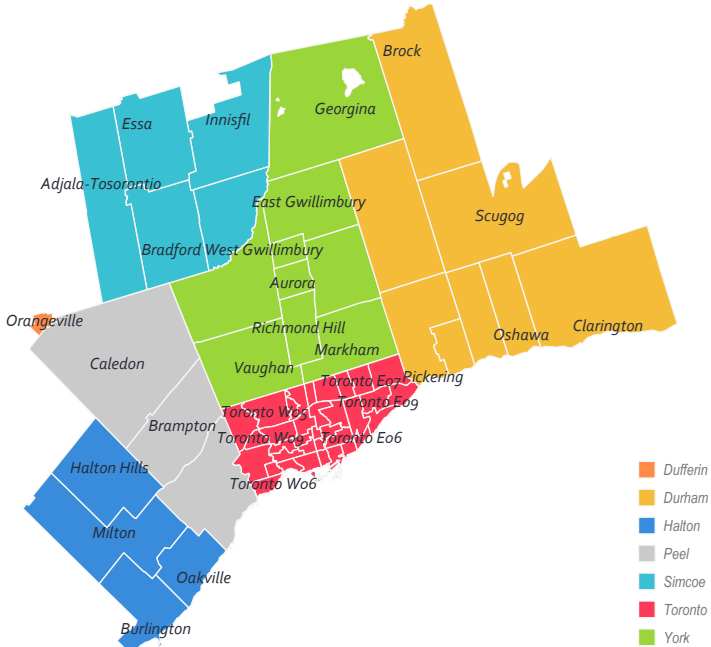 Brock
Georgina
Innisfil
Essa
Adjala-Tosorontio
East Gwillimbury
Scugog
Bradford West Gwillimbury
Aurora
Orangeville
Richmond Hill
Clarington
Oshawa
Markham
Caledon
Vaughan
Pickering
Toronto E07
Toronto E09
Toronto W05
Brampton
Toronto W09
Toronto E06
Halton Hills
Toronto W06
Milton
Oakville
Burlington
Dufferin
Durham
Halton
Peel
Simcoe
Toronto
York